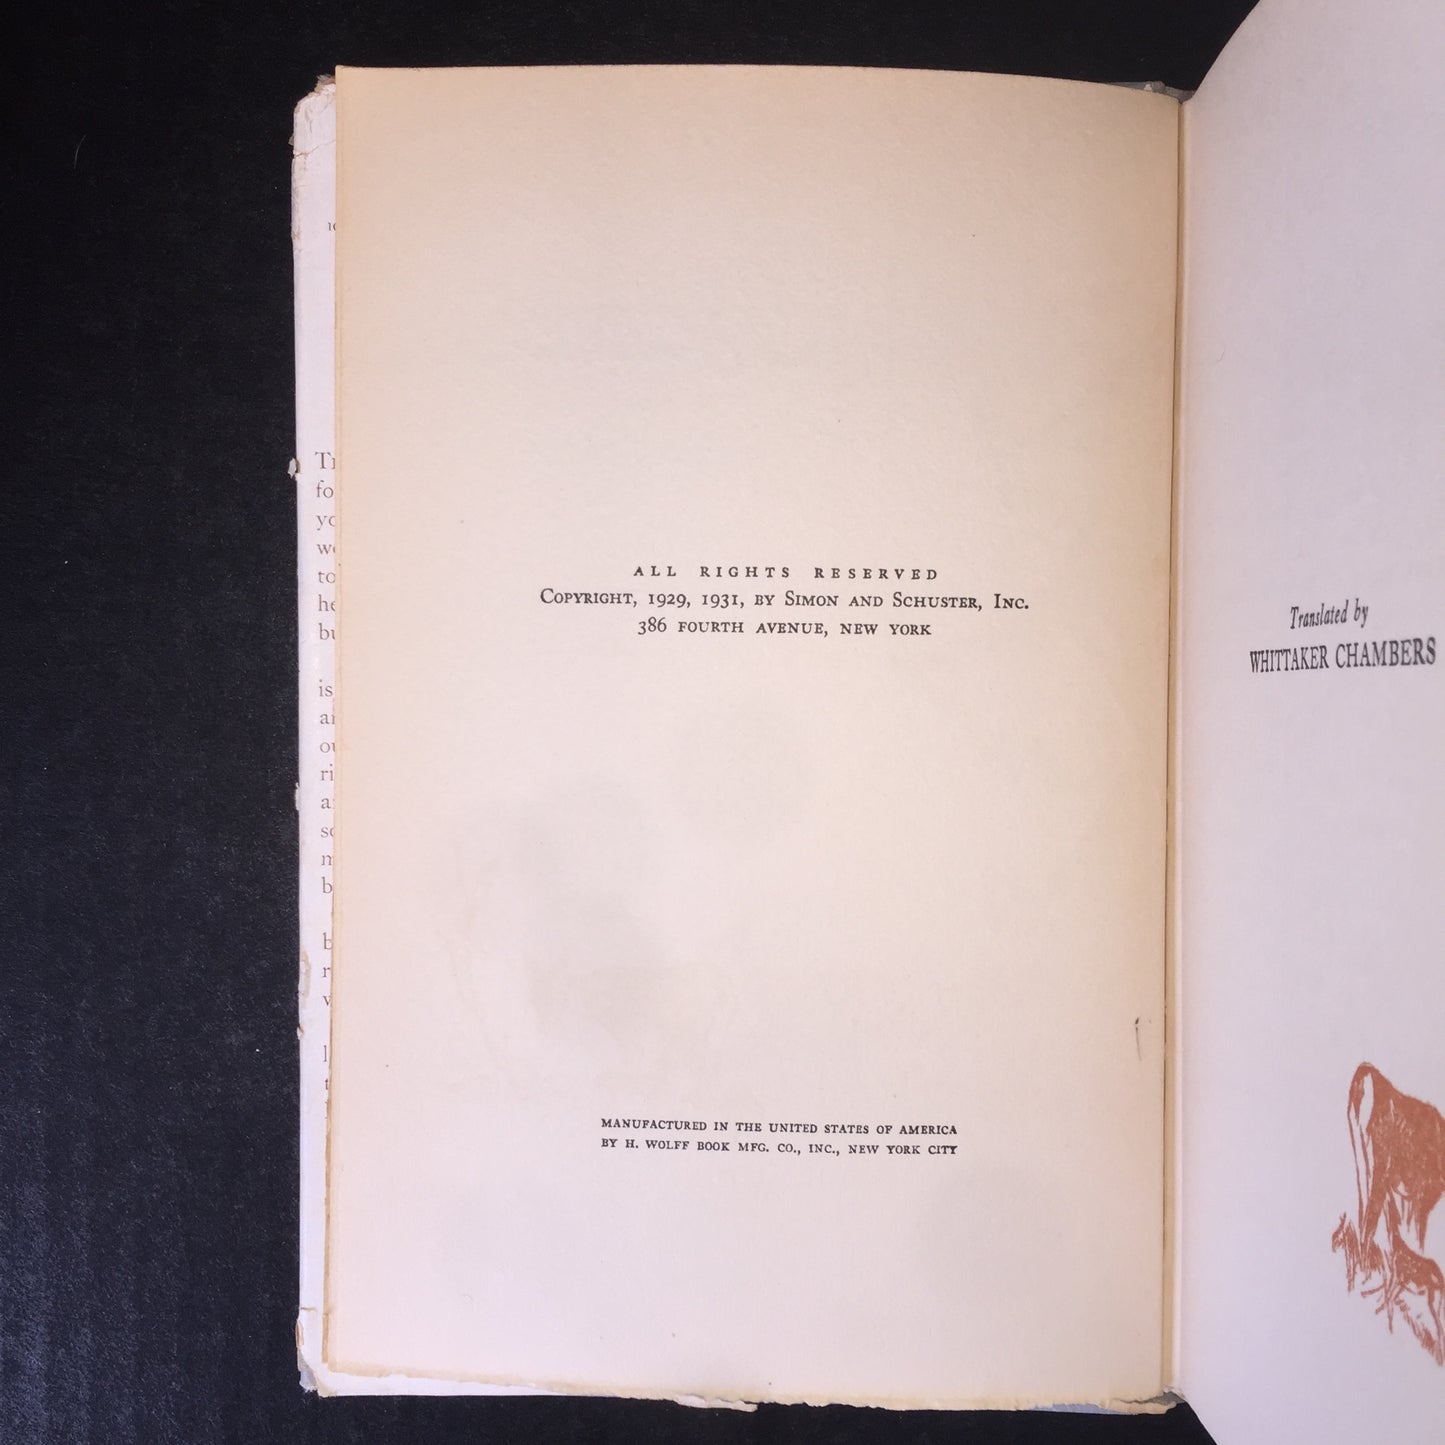 ALL RIGHTS RESERVED
COPYRIGHT, 1929, 1931, BY SIMON AND SCHUSTER, INC.
386 FOURTH AVENUE, NEW YORK
MANUFACTURED IN THE UNITED STATES OF AMERICA
BY H. WOLFF BOOK MFG. CO., INC., NEW YORK CITY
Translated by
WHITTAKER CHAMBERS